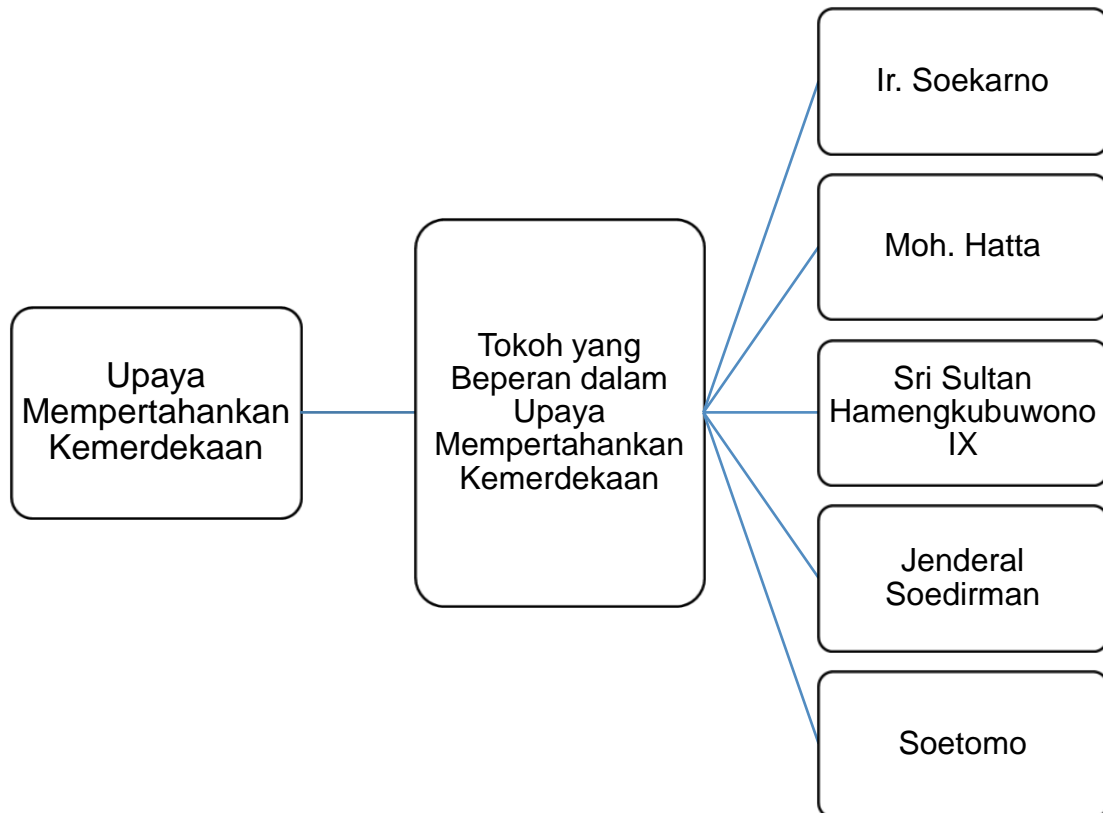 Upaya
Mempertahankan
Kemerdekaan
Tokoh yang
Beperan dalam
Upaya
Mempertahankan
Kemerdekaan
Ir. Soekarno
Moh. Hatta
Sri Sultan
Hamengkubuwono
IX
Jenderal
Soedirman
Soetomo